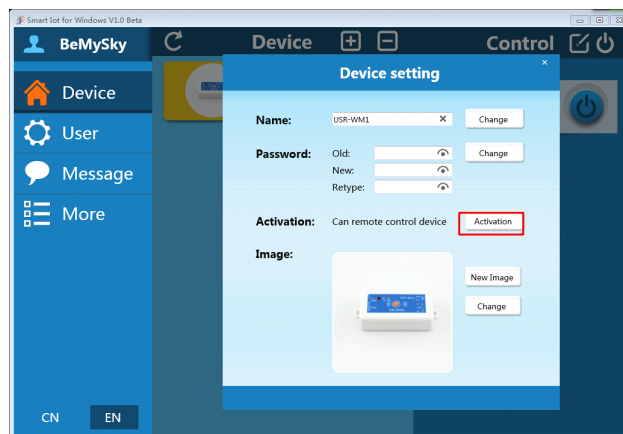 Smart Iot for Windows V1.0 Beta
BeMySky
Device
Control
Device
User
Message
More
CN
EN
Device setting
Name:
USR-WM1
Change
Password:
Old:
Change
New:
Retype:
Activation:
Can remote control device
Activation
Image:
New Image
Change